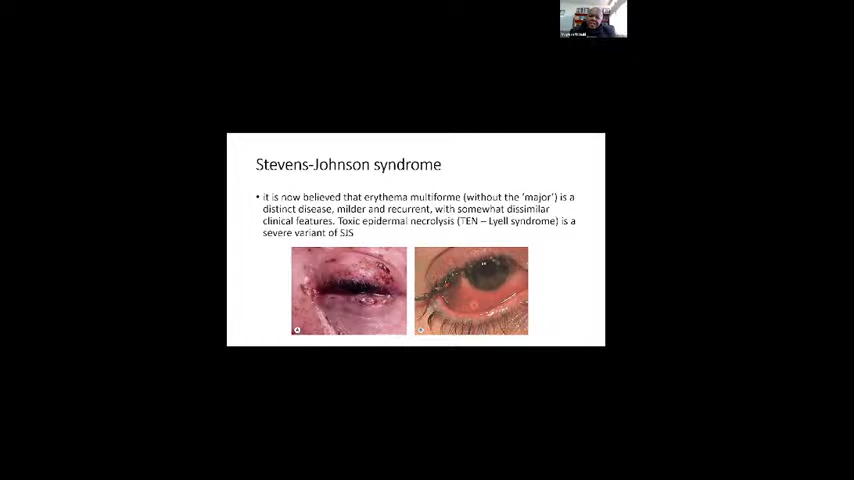 Stevens-Johnson syndrome
• it is now believed that erythema multiforme (without the 'major') is a
distinct disease, milder and recurrent, with somewhat dissimilar
clinical features. Toxic epidermal necrolysis (TEN – Lyell syndrome) is a
severe variant of SJS